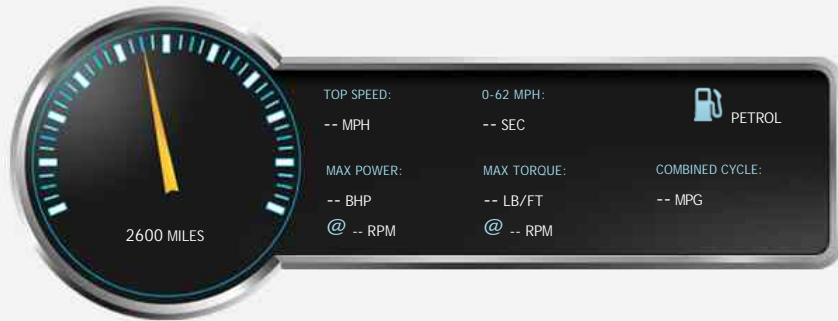 TOP SPEED:
-- MPH
0-62 MPH:
-- SEC
PETROL
MAX POWER:
-- BHP
@ -- RPM
MAX TORQUE:
-- LB/FT
@ -- RPM
COMBINED CYCLE:
-- MPG
2600 MILES